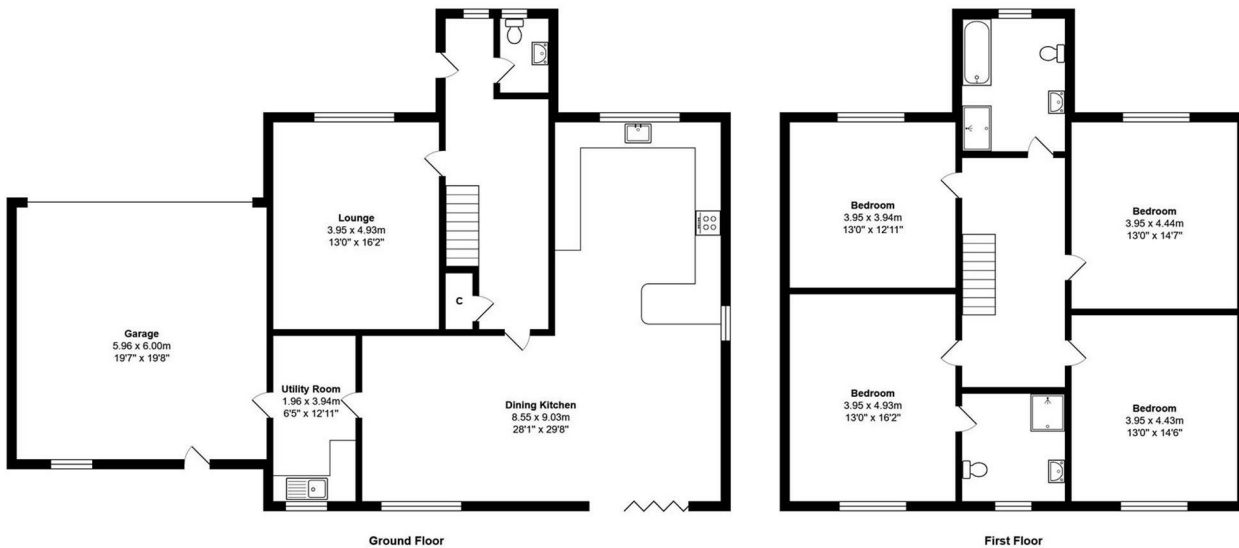 Lounge
3.95 x 4.93m
13'0" x 16'2"
C
Garage
5.96 x 6.00m
19'7" x 19'8"
Utility Room
1.96 x 3.94m
6'5" x 12'11"
Dining Kitchen
8.55 x 9.03m
28'1" x 29'8"
Ground Floor
Bedroom
3.95 x 3.94m
13'0" x 12'11"
Bedroom
3.95 x 4.44m
13'0" x 14'7"
Bedroom
3.95 x 4.93m
13'0" x 16'2"
Bedroom
3.95 x 4.43m
13'0" x 14'6"
First Floor